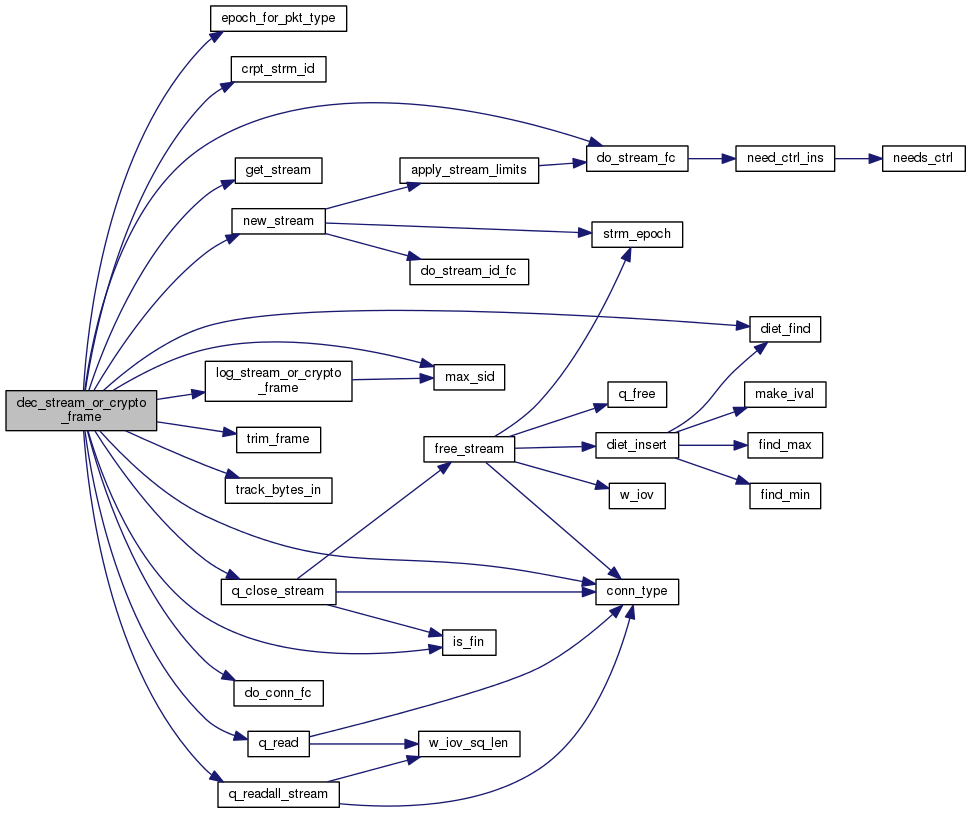 epoch_for_pkt_type
crpt_strm_id
do_stream_fc
need_ctrl_ins
needs_ctrl
get_stream
apply_stream_limits
new_stream
strm_epoch
do_stream_id_fc
diet_find
log_stream_or_crypto
_frame
max_sid
dec_stream_or_crypto
_frame
q_free
make_ival
trim_frame
free_stream
diet_insert
find_max
track_bytes_in
w_iov
find_min
q_close_stream
conn_type
is_fin
do_conn_fc
q_read
w_iov_sq_len
q_readall_stream